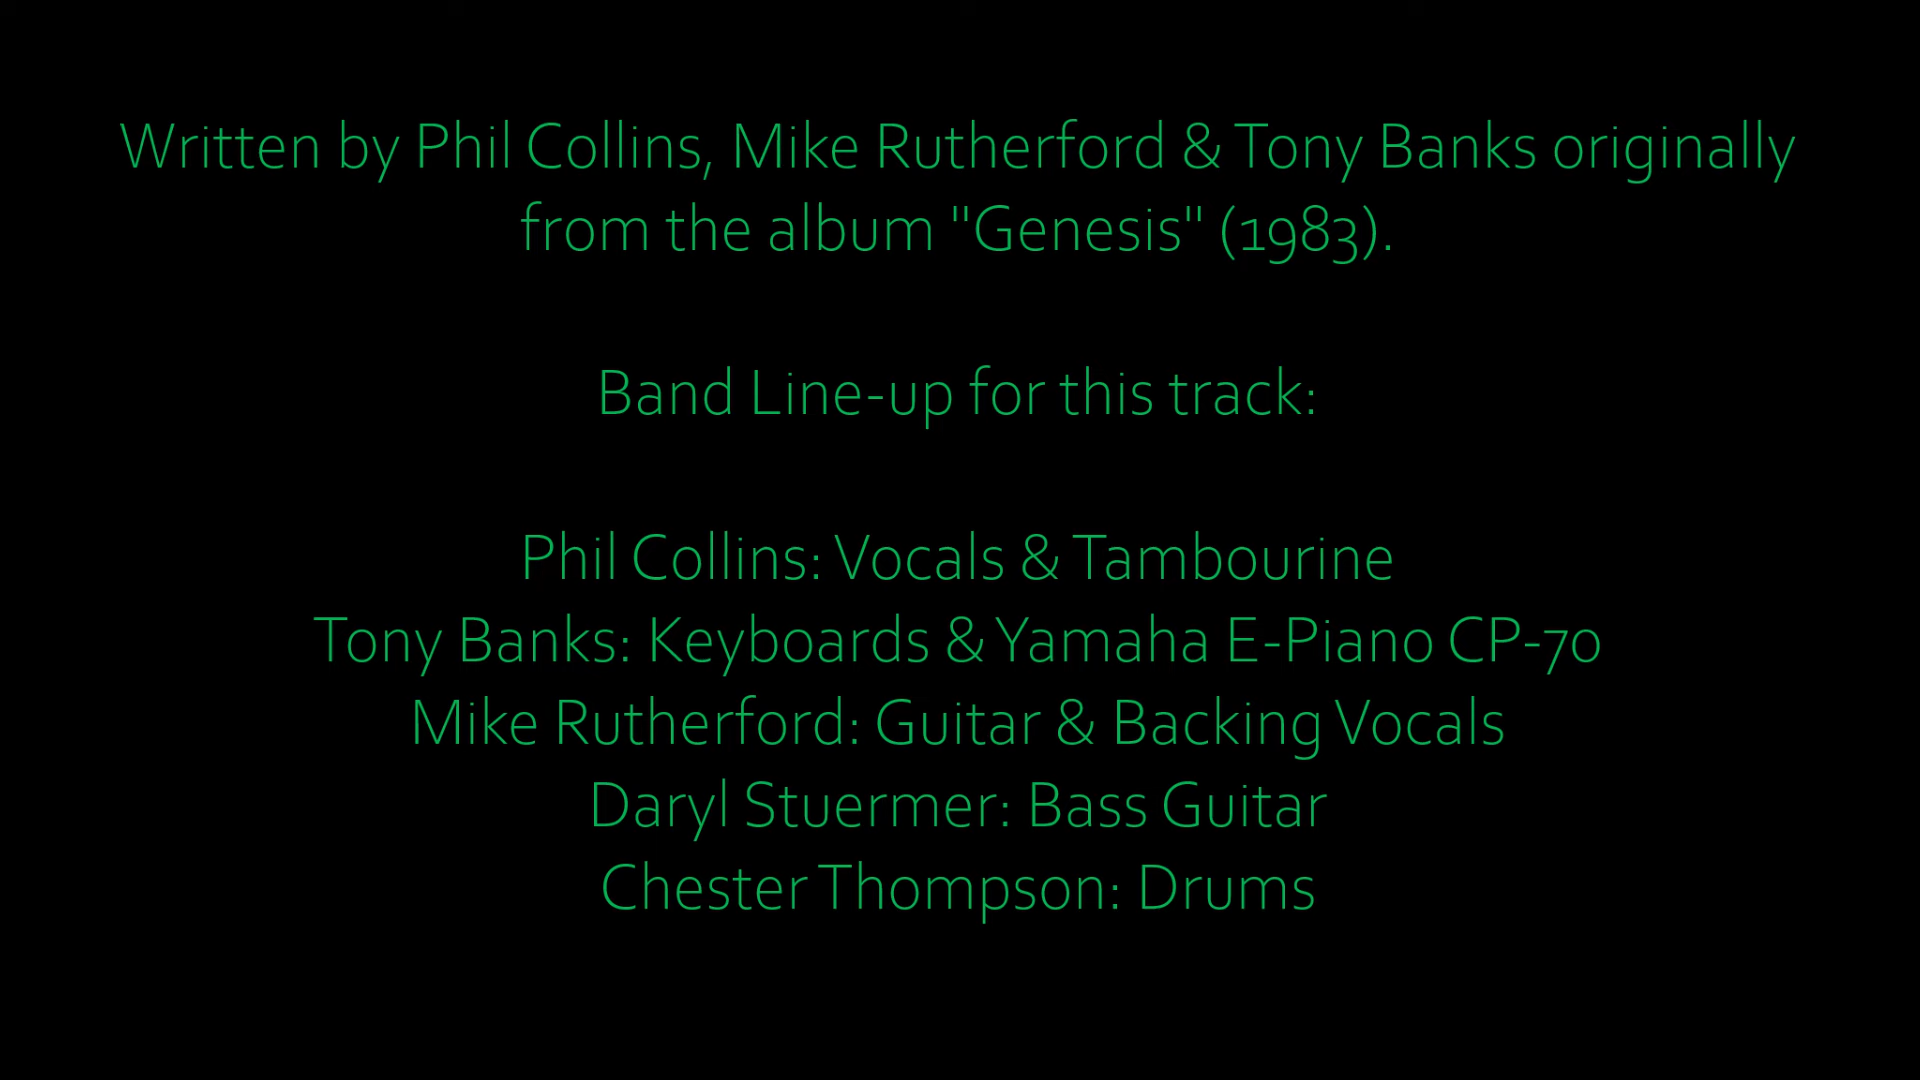 Written by Phil Collins, Mike Rutherford & Tony Banks originally
from the album "Genesis" (1983).
Band Line-up for this track:
Phil Collins: Vocals & Tambourine
Tony Banks: Keyboards & Yamaha E-Piano CP-70
Mike Rutherford: Guitar & Backing Vocals
Daryl Stuermer: Bass Guitar
Chester Thompson: Drums